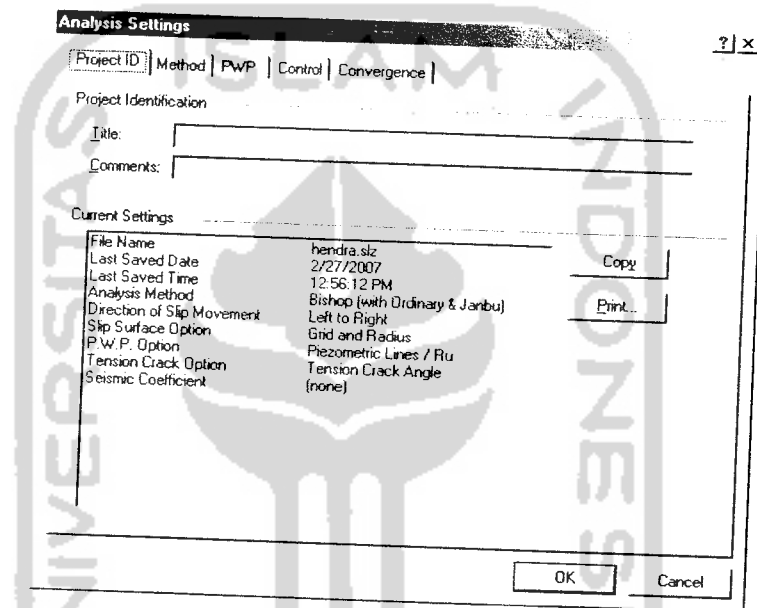 Analysis Settings
? x
Project ID Method PWP Control Convergence
Project Identification
Title:
Comments:
Current Settings
File Name hendra.slz
Last Saved Date 2/27/2007
Last Saved Time 12:56:12 PM
Analysis Method Bishop (with Ordinary & Janbu)
Direction of Slip Movement Left to Right
Slip Surface Option Grid and Radius
P.W.P. Option Piezometric Lines / Ru
Tension Crack Option Tension Crack Angle
Seismic Coefficient (none)
Copy
Print...
OK Cancel
ISLAM
UNIVERSITAS
INDONES